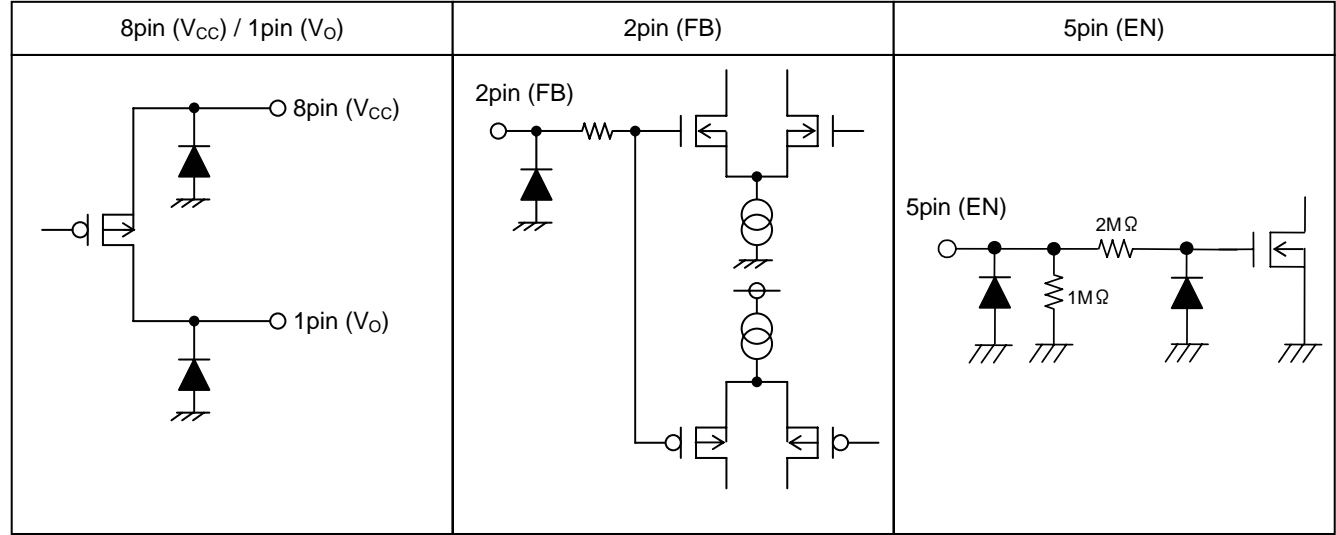 8pin (VCC) / 1pin (VO)
2pin (FB)
5pin (EN)
8pin (VCC)
1pin (VO)
2pin (FB)
5pin (EN)
2MΩ
1MΩ